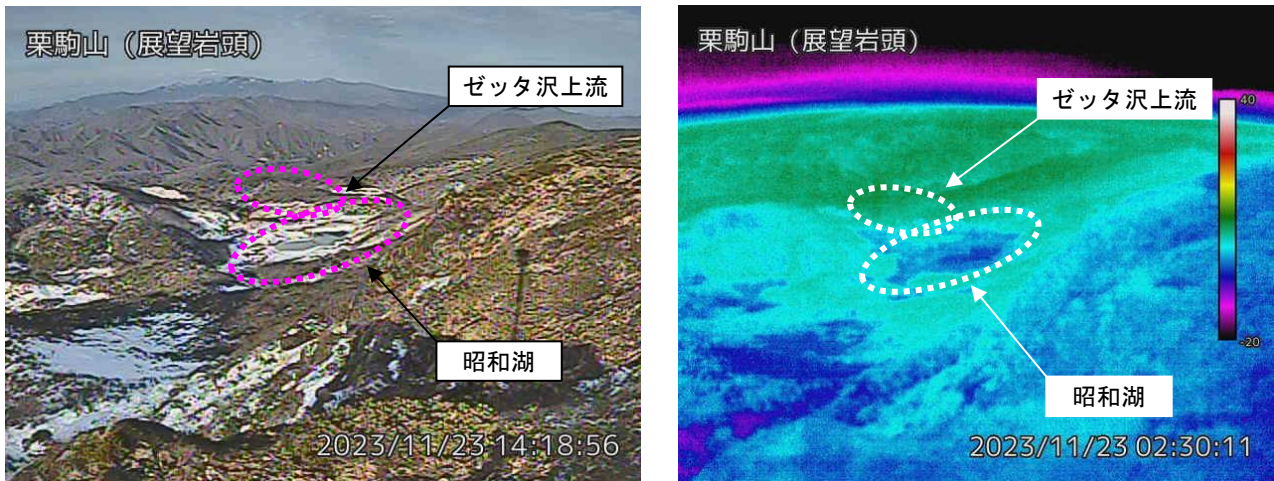 栗駒山（展望岩頭）
ゼッタ沢上流
昭和湖
2023/11/23 14:18:56
栗駒山（展望岩頭）
ゼッタ沢上流
40
-20
昭和湖
2023/11/23 02:30:11